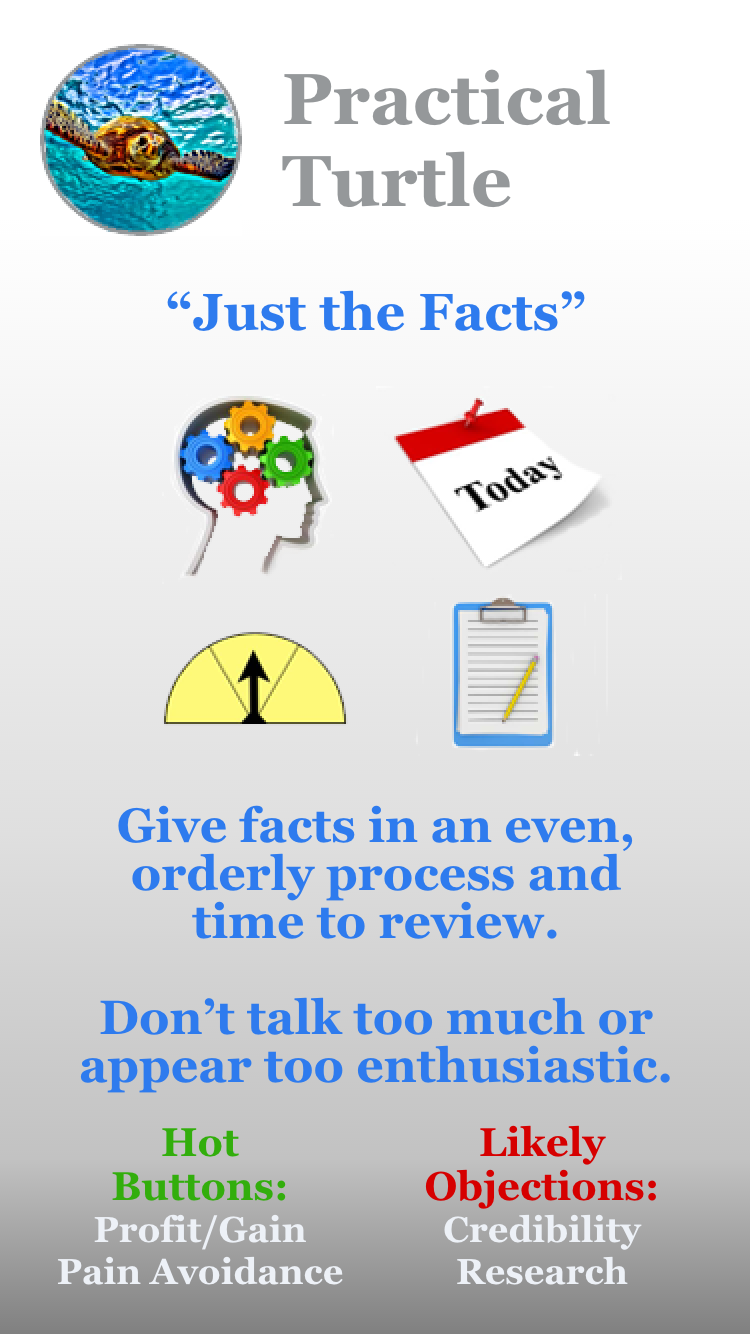 Practical
Turtle
“Just the Facts”
Today
Give facts in an even,
orderly process and
time to review.
Don’t talk too much or
appear too enthusiastic.
Hot
Buttons:
Profit/Gain
Pain Avoidance
Likely
Objections:
Credibility
Research